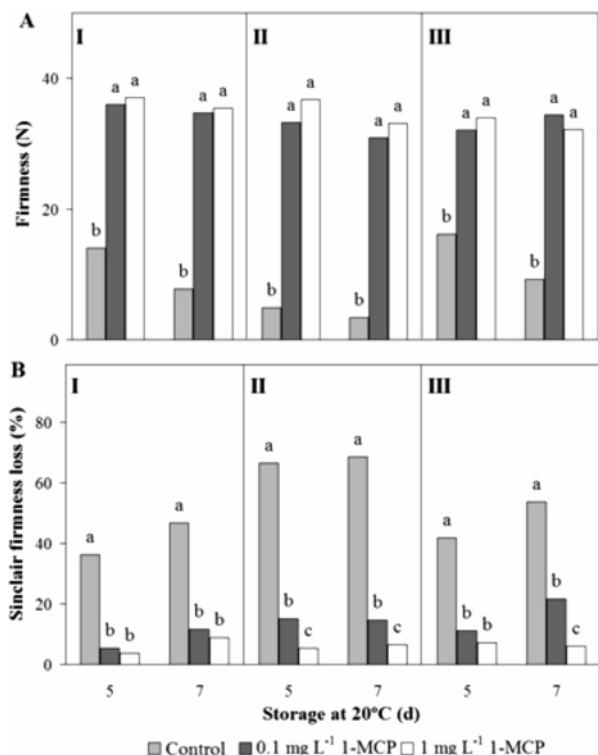 A
I
II
III
Firmness (N)
40
20
0
a a
b
a a
b
a a
b
a a
b
a a
b
a a
b
B
I
II
III
Sinclair firmness loss (%)
80
60
40
20
0
a
b b
a
b b
a
b
c
a
b
c
a
b b
a
b
c
5 7 5 7 5 7
Storage at 20ºC (d)
Control 0.1 mg L⁻¹ 1-MCP 1 mg L⁻¹ 1-MCP